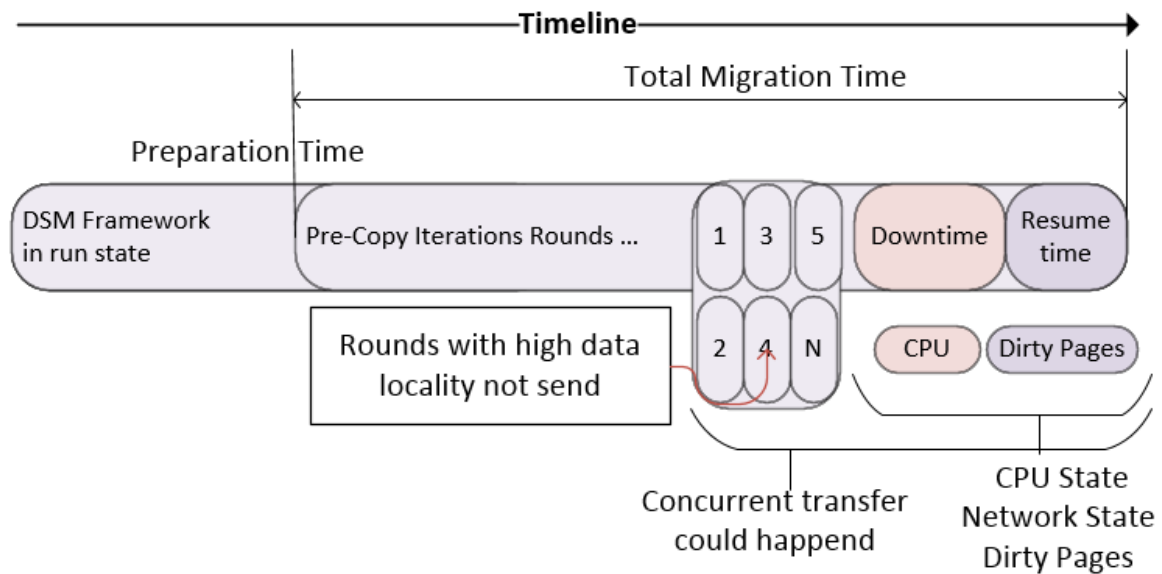 Timeline
Total Migration Time
Preparation Time
DSM Framework
in run state
Pre-Copy Iterations Rounds ...
1 3 5
Downtime
Resume
time
Rounds with high data
locality not send
2 4 N
CPU
Dirty Pages
Concurrent transfer
could happend
CPU State
Network State
Dirty Pages